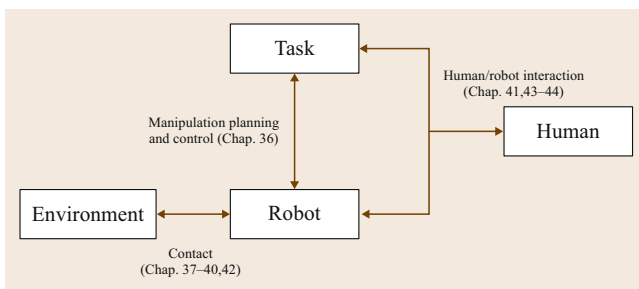 Task
Human/robot interaction
(Chap. 41,43–44)
Manipulation planning
and control (Chap. 36)
Human
Environment
Robot
Contact
(Chap. 37–40,42)